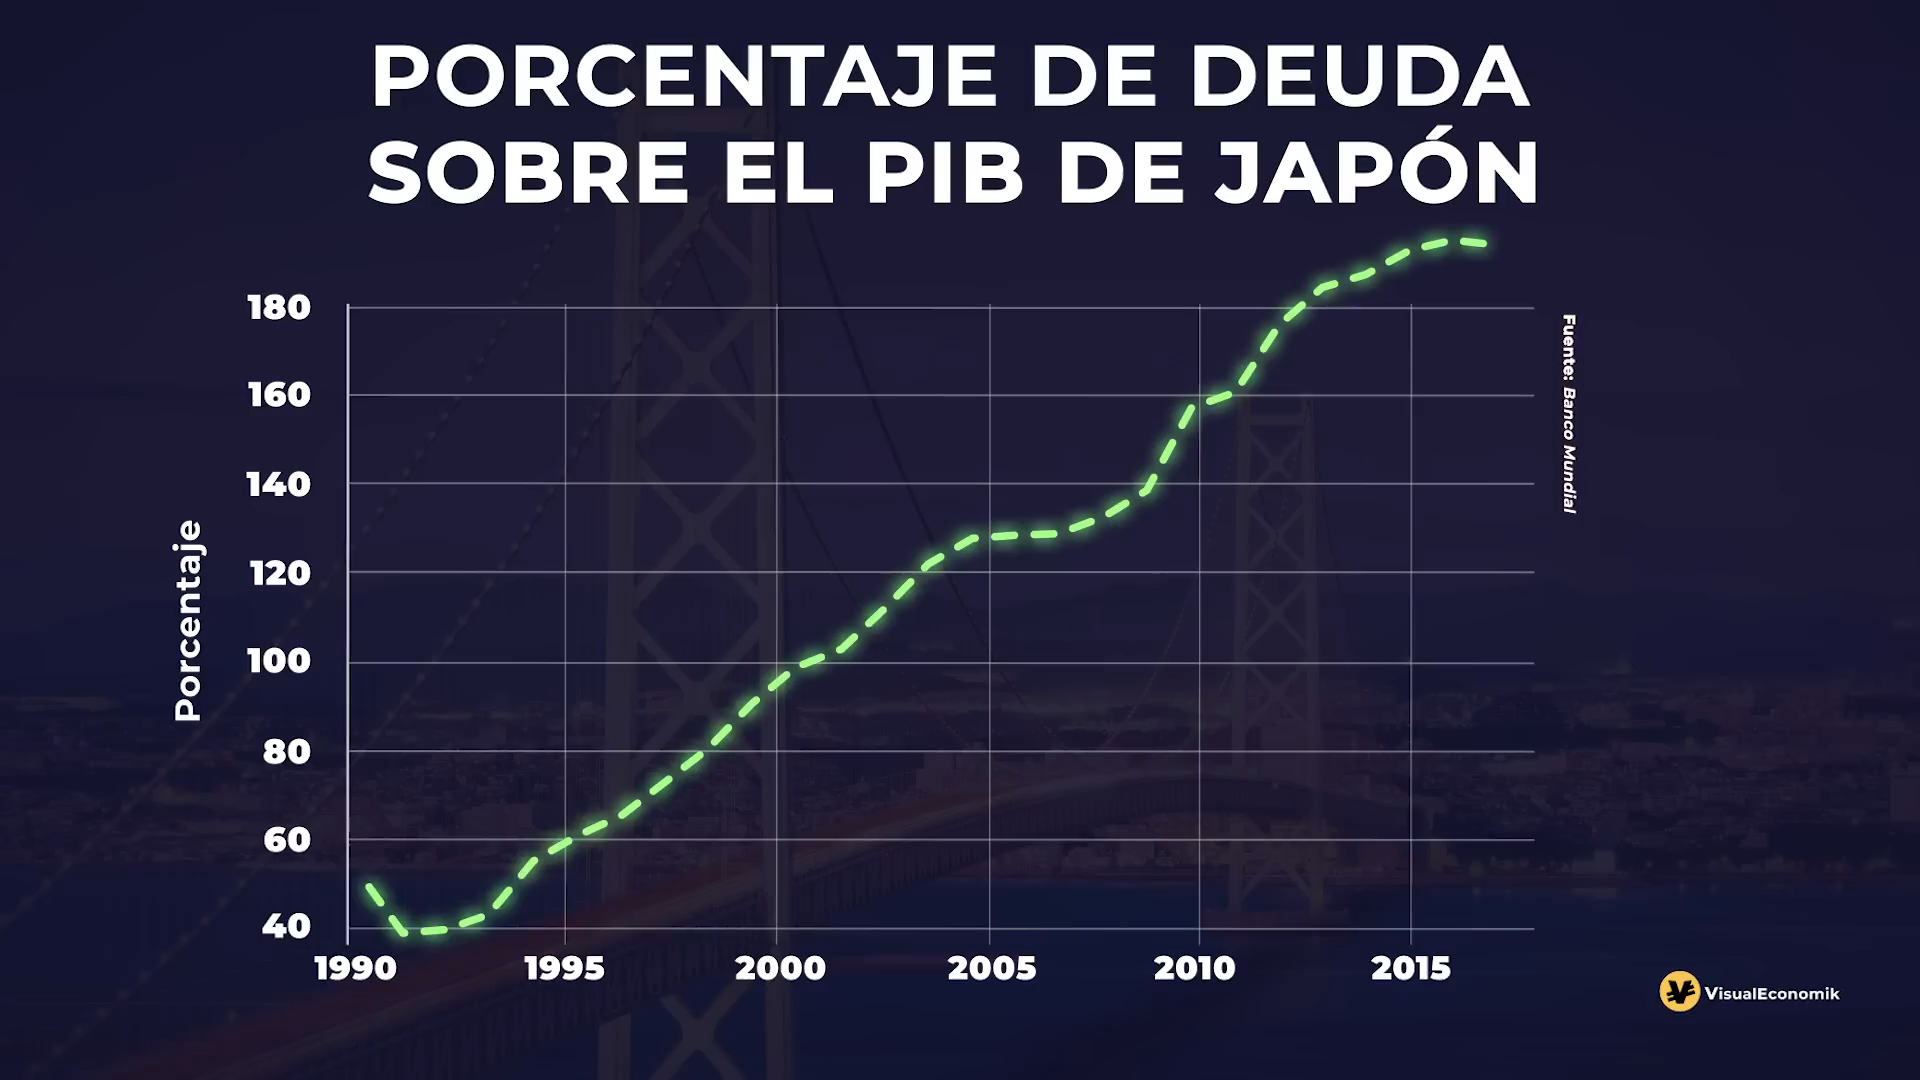 PORCENTAJE DE DEUDA
SOBRE EL PIB DE JAPÓN
180
160
140
120
100
80
60
40
Porcentaje
1990
1995
2000
2005
2010
2015
Fuente: Banco Mundial
VisualEconomik